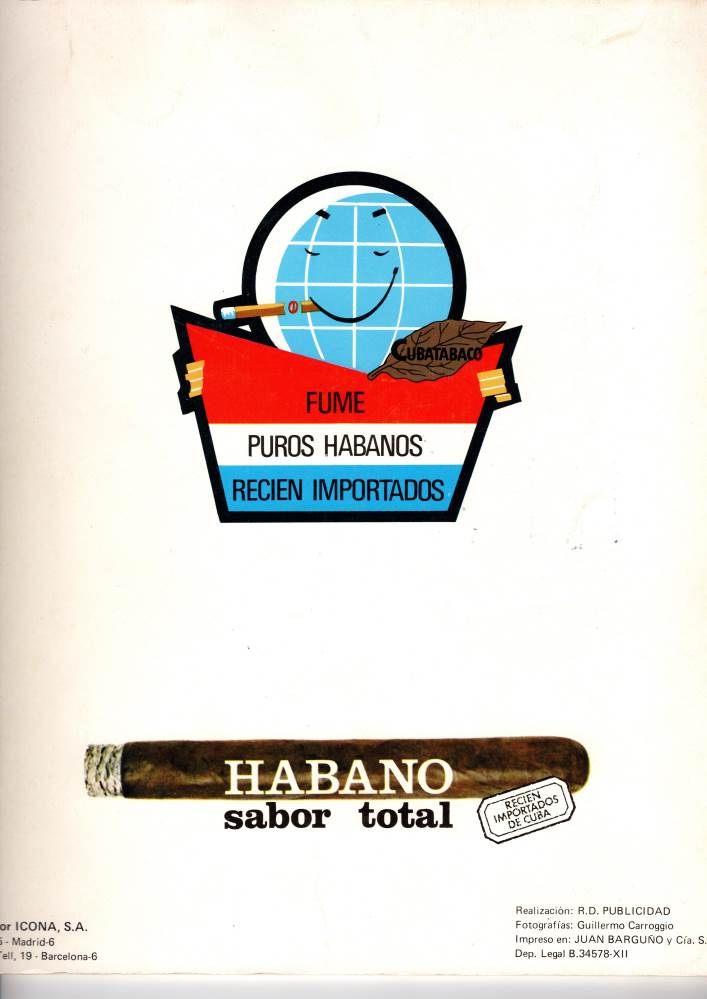 CUBATABACO
FUME
PUROS HABANOS
RECIEN IMPORTADOS
HABANO
sabor total
RECIEN
IMPORTADOS
DE CUBA
or ICONA, S.A.
- Madrid-6
ell, 19 - Barcelona-6
Realización: R.D. PUBLICIDAD
Fotografías: Guillermo Carroggio
Impreso en: JUAN BARGUÑO y Cía. S.
Dep. Legal B.34578-XII